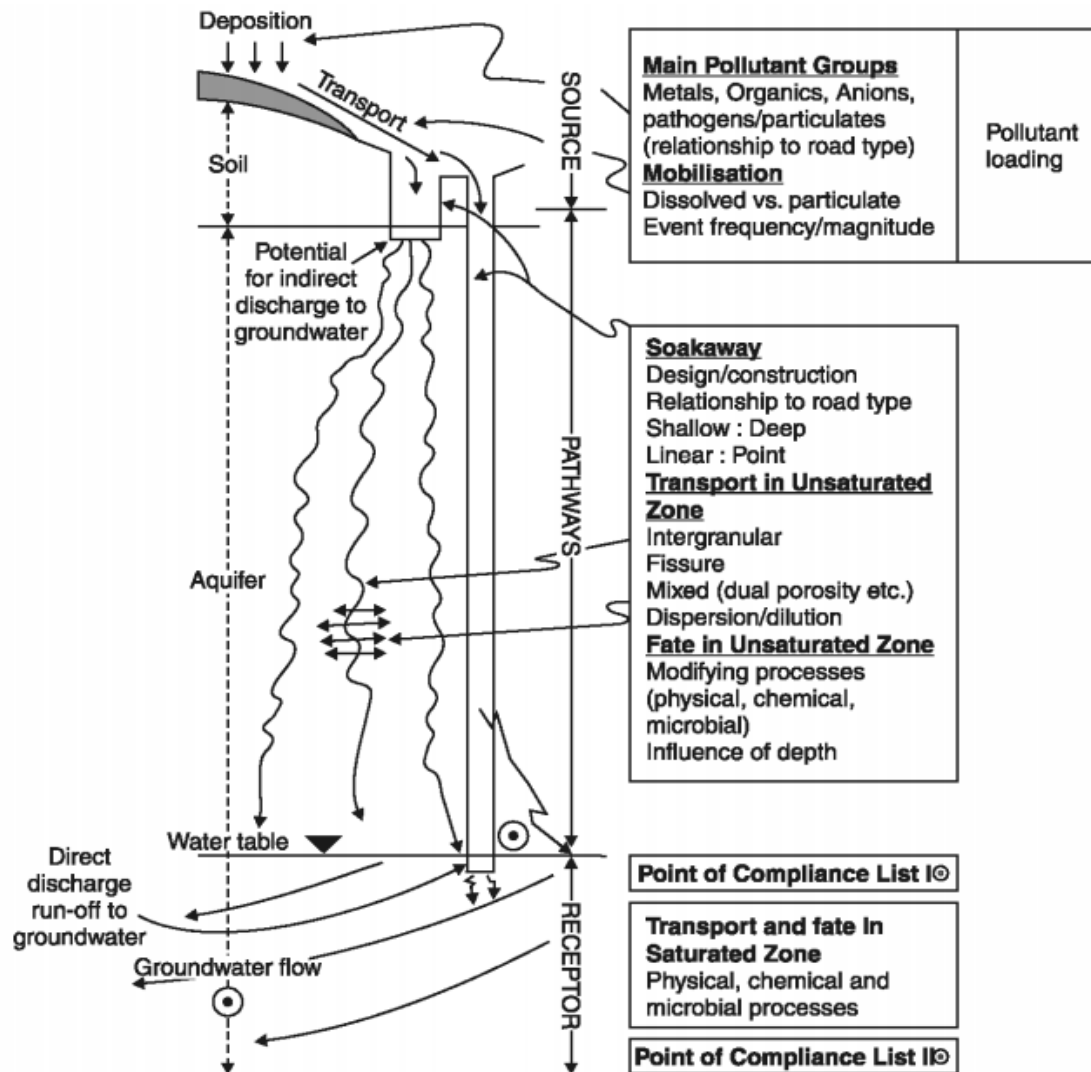 Deposition
Transport
Soil
Potential
for indirect
discharge to
groundwater
Aquifer
Water table
Direct
discharge
run-off to
groundwater
Groundwater flow
SOURCE
PATHWAYS
RECEPTOR
Main Pollutant Groups
Metals, Organics, Anions,
pathogens/particulates
(relationship to road type)
Mobilisation
Dissolved vs. particulate
Event frequency/magnitude
Pollutant
loading
Soakaway
Design/construction
Relationship to road type
Shallow : Deep
Linear : Point
Transport in Unsaturated
Zone
Intergranular
Fissure
Mixed (dual porosity etc.)
Dispersion/dilution
Fate in Unsaturated Zone
Modifying processes
(physical, chemical,
microbial)
Influence of depth
Point of Compliance List I
Transport and fate In
Saturated Zone
Physical, chemical and
microbial processes
Point of Compliance List II